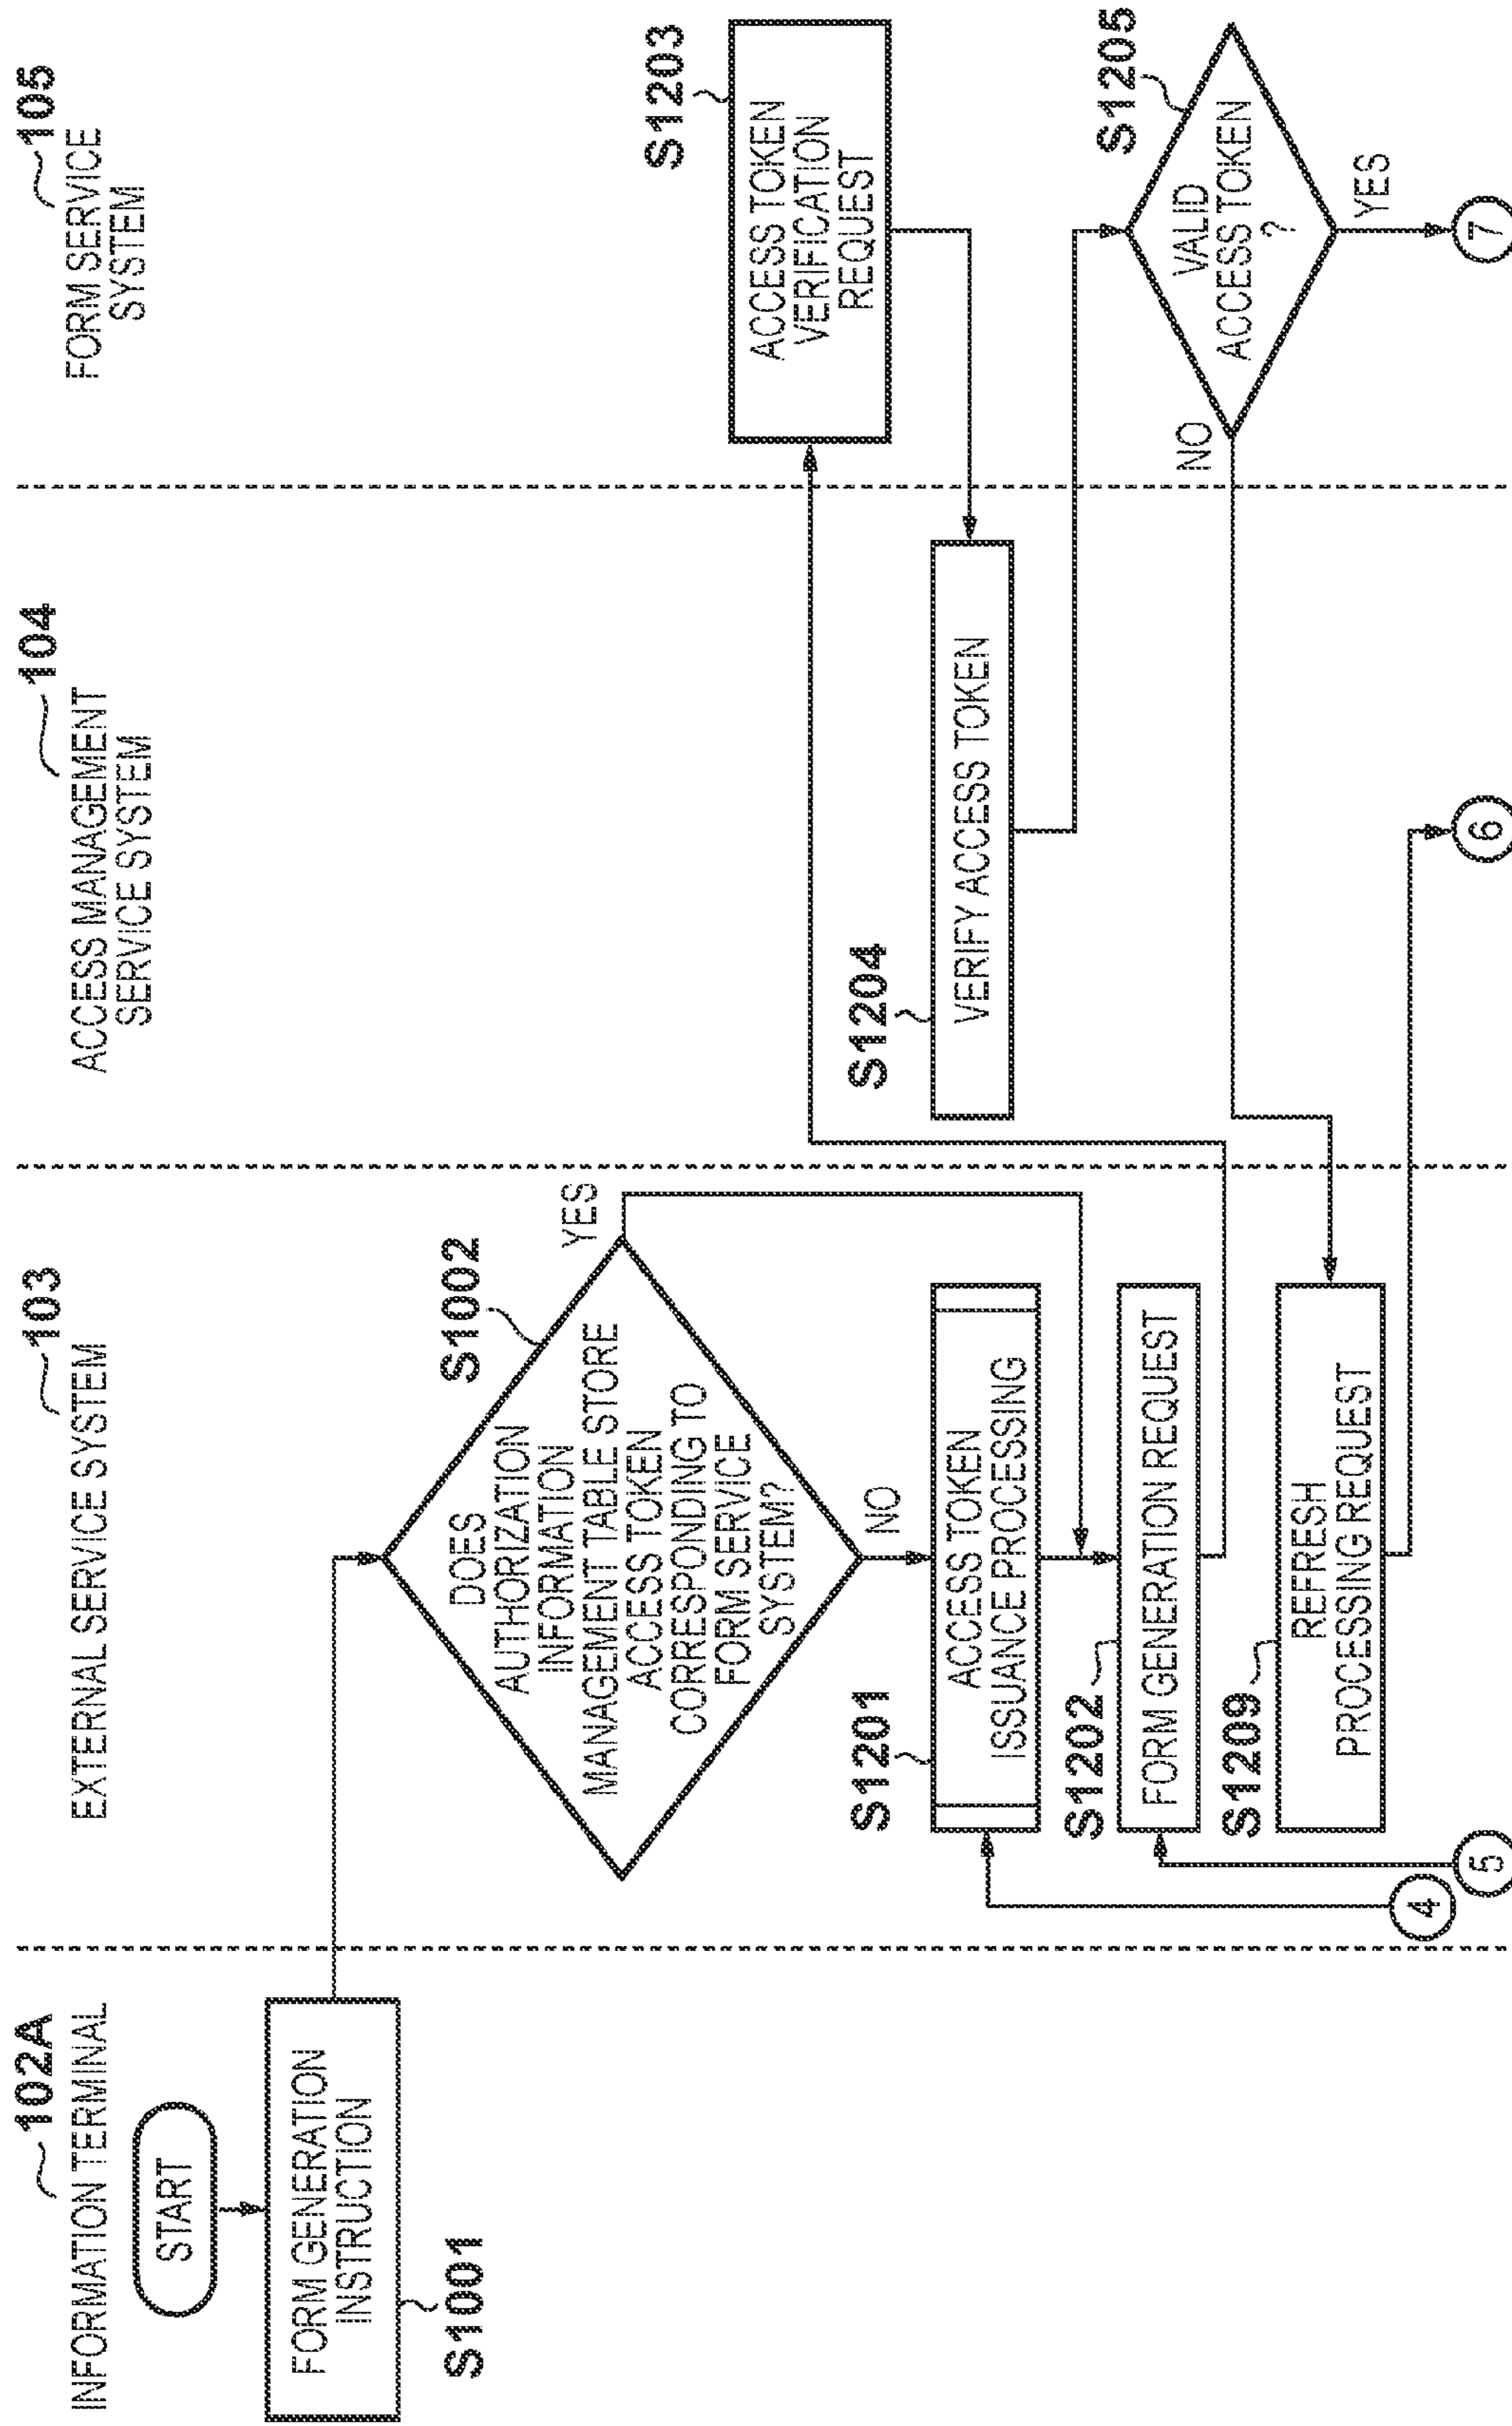 102A
INFORMATION TERMINAL
START
FORM GENERATION
INSTRUCTION
S1001
103
EXTERNAL SERVICE SYSTEM
S1002
DOES
AUTHORIZATION
INFORMATION
MANAGEMENT TABLE STORE
ACCESS TOKEN
CORRESPONDING TO
FORM SERVICE
SYSTEM?
YES
NO
S1201
ACCESS TOKEN
ISSUANCE PROCESSING
S1202
FORM GENERATION REQUEST
S1209
REFRESH
PROCESSING REQUEST
4
5
104
ACCESS MANAGEMENT
SERVICE SYSTEM
S1204
VERIFY ACCESS TOKEN
6
105
FORM SERVICE
SYSTEM
S1203
ACCESS TOKEN
VERIFICATION
REQUEST
S1205
VALID
ACCESS TOKEN
?
NO
YES
7